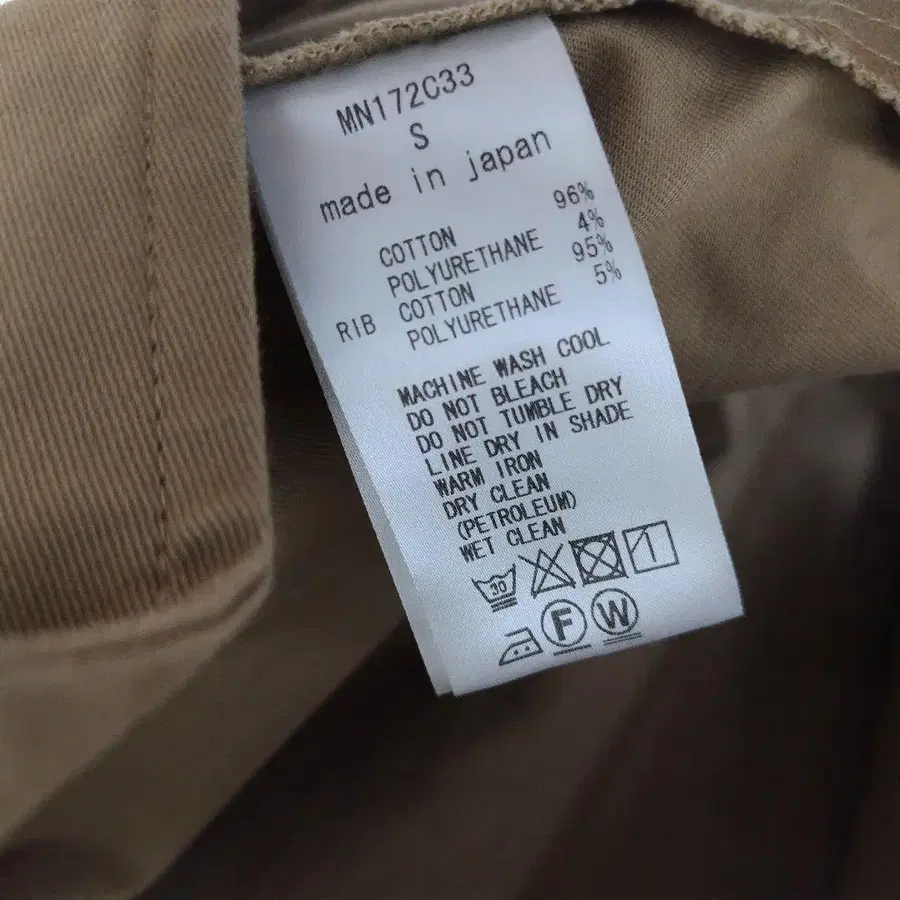 MN172C33
S
made in japan
COTTON 96%
POLYURETHANE 4%
RIB COTTON 95%
POLYURETHANE 5%
MACHINE WASH COOL
DO NOT BLEACH
DO NOT TUMBLE DRY
LINE DRY IN SHADE
WARM IRON
DRY CLEAN
(PETROLEUM)
WET CLEAN
30
F W